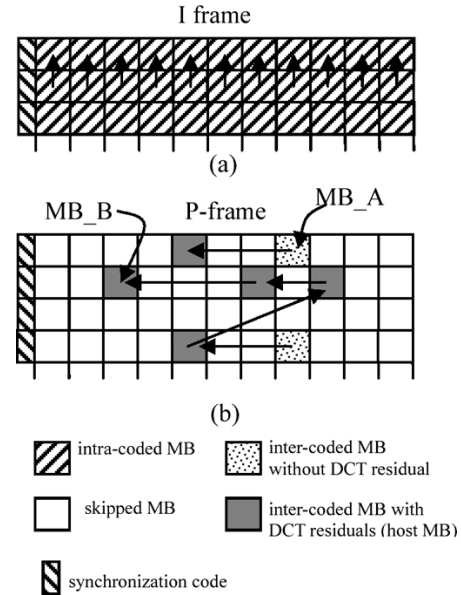 I frame
(a)
MB_B
P-frame
MB_A
(b)
intra-coded MB
inter-coded MB
without DCT residual
skipped MB
inter-coded MB with
DCT residuals (host MB)
synchronization code